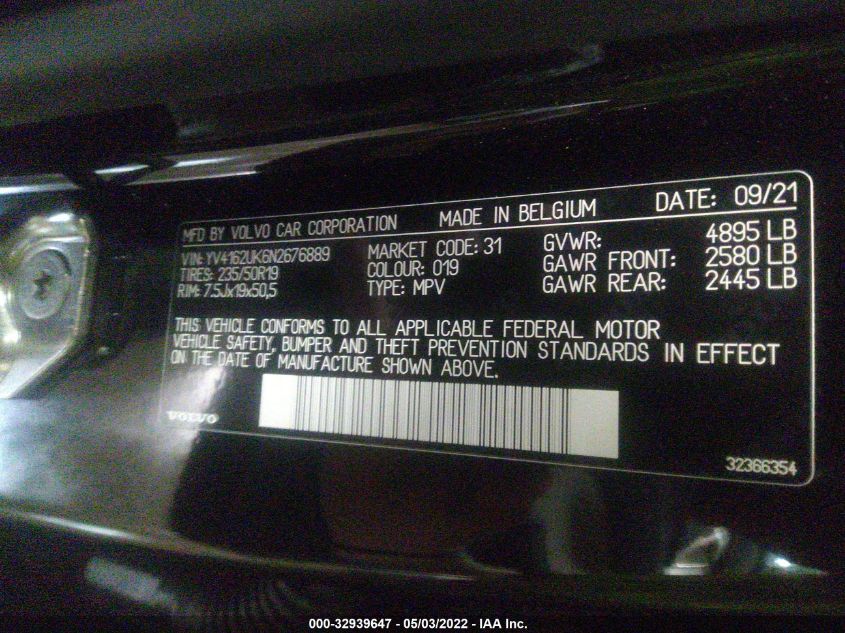 MFD BY VOLVO CAR CORPORATION MADE IN BELGIUM DATE: 09/21
VIN: YV4162UK6N2676889 MARKET CODE: 31 GVWR: 4895 LB
TIRES: 235/50R19 COLOUR: 019 GAWR FRONT: 2580 LB
RIM: 7.5Jx19x50,5 TYPE: MPV GAWR REAR: 2445 LB
THIS VEHICLE CONFORMS TO ALL APPLICABLE FEDERAL MOTOR
VEHICLE SAFETY, BUMPER AND THEFT PREVENTION STANDARDS IN EFFECT
ON THE DATE OF MANUFACTURE SHOWN ABOVE.
VOLVO
32366354
000-32939647 - 05/03/2022 - IAA Inc.